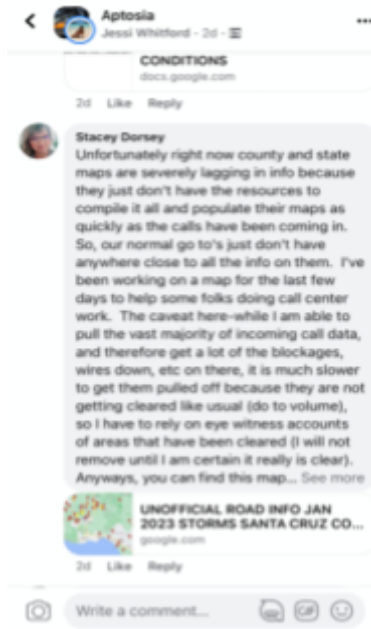 Aptosia
Jessi Whitford - 2d -
CONDITIONS
docs.google.com
2d Like Reply
Stacey Dorsey
Unfortunately right now county and state
maps are severely lagging in info because
they just don't have the resources to
compile it all and populate their maps as
quickly as the calls have been coming in.
So, our normal go to's just don't have
anywhere close to all the info on them. I've
been working on a map for the last few
days to help some folks doing call center
work. The caveat here-while I am able to
pull the vast majority of incoming call data,
and therefore get a lot of the blockages,
wires down, etc on there, it is much slower
to get them pulled off because they are not
getting cleared like usual (do to volume),
so I have to rely on eye witness accounts
of areas that have been cleared (I will not
remove until I am certain it really is clear).
Anyways, you can find this map... See more
UNOFFICIAL ROAD INFO JAN
2023 STORMS SANTA CRUZ CO...
google.com
2d Like Reply
Write a comment...
GIF